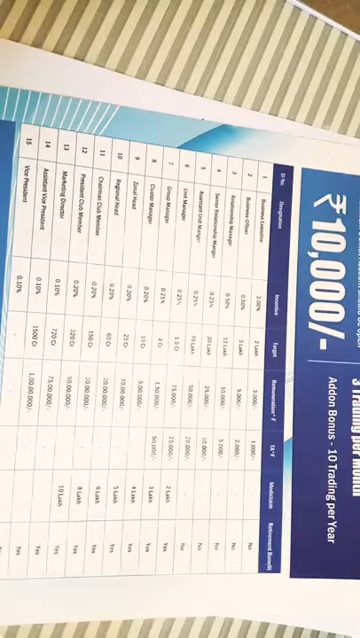 3 Trading per Month
₹ 10,000/-
Addon Bonus - 10 Trading per Year
Sl No. Designation Incentive Target Remuneration* F TA*F Mediclaim Retirement Benefit
1 Business Executive 2.00% 2 Lakh 3,000/- 1,000/- No
2 Business Officer 0.50% 5 Lakh 5,000/- 2,000/- No
3 Relationship Manager 0.50% 12 Lakh 10,000/- 5,000/- No
4 Senior Relationship Manger 0.25% 30 Lakh 25,000/- 10,000/- No
5 Assistant Unit Manger 0.25% 70 Lakh 50,000/- 20,000/- No
6 Unit Manager 0.25% 1.5 Cr 75,000/- 25,000/- No
7 Group Manager 0.25% 4 Cr 1,50,000/- 50,000/- 2 Lakh Yes
8 Cluster Manager 0.20% 10 Cr 5,00,000/- 3 Lakh Yes
9 Zonal Head 0.20% 25 Cr 10,00,000/- 4 Lakh Yes
10 Regional Head 0.20% 60 Cr 20,00,000/- 5 Lakh Yes
11 Chairman Club Member 0.20% 150 Cr 30,00,000/- 6 Lakh Yes
12 President Club Member 0.20% 320 Cr 50,00,000/- 8 Lakh Yes
13 Marketing Director 0.10% 720 Cr 75,00,000/- 10 Lakh Yes
14 Assistant Vice President 0.10% 1500 Cr 1,00,00,000/- Yes
15 Vice President 0.10% Yes